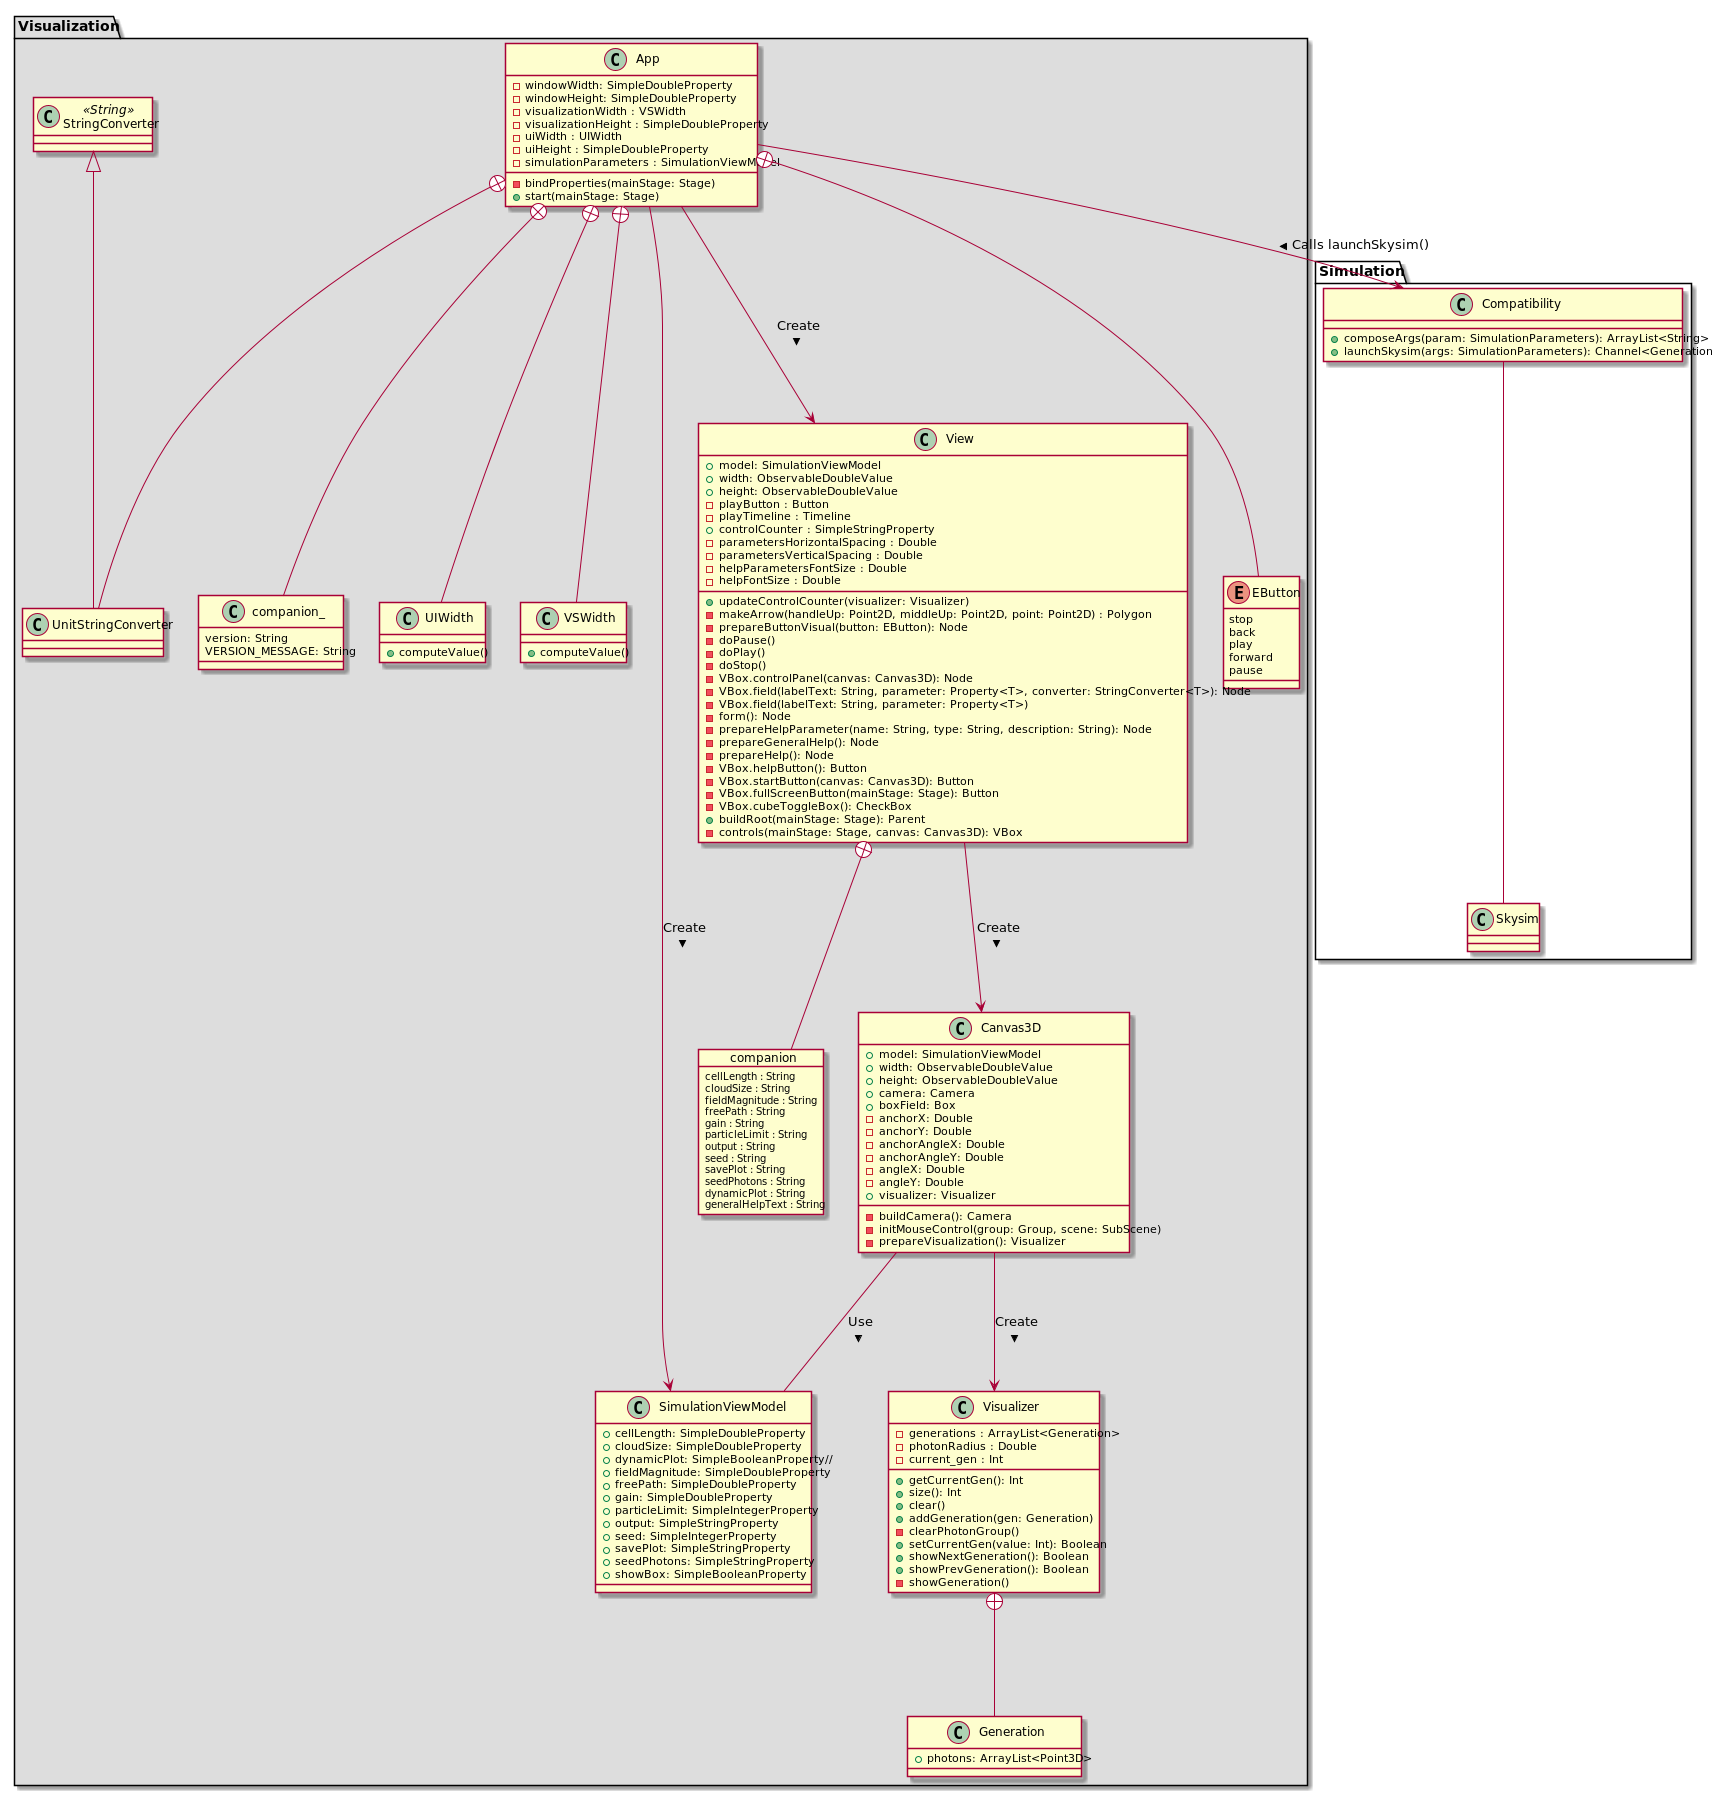 Visualization
C App
windowWidth: SimpleDoubleProperty
windowHeight: SimpleDoubleProperty
visualizationWidth : VSWidth
visualizationHeight : SimpleDoubleProperty
uiWidth : UIWidth
uiHeight : SimpleDoubleProperty
simulationParameters : SimulationViewModel
bindProperties(mainStage: Stage)
start(mainStage: Stage)
«String»
C StringConverter
Calls launchSkysim()
Simulation
C Compatibility
composeArgs(param: SimulationParameters): ArrayList<String>
launchSkysim(args: SimulationParameters): Channel<Generation
Create
C View
model: SimulationViewModel
width: ObservableDoubleValue
height: ObservableDoubleValue
playButton : Button
playTimeline : Timeline
controlCounter : SimpleStringProperty
parametersHorizontalSpacing : Double
parametersVerticalSpacing : Double
helpParametersFontSize : Double
helpFontSize : Double
updateControlCounter(visualizer: Visualizer)
makeArrow(handleUp: Point2D, middleUp: Point2D, point: Point2D) : Polygon
prepareButtonVisual(button: EButton): Node
doPause()
doPlay()
doStop()
VBox.controlPanel(canvas: Canvas3D): Node
VBox.field(labelText: String, parameter: Property<T>, converter: StringConverter<T>): Node
VBox.field(labelText: String, parameter: Property<T>)
form(): Node
prepareHelpParameter(name: String, type: String, description: String): Node
prepareGeneralHelp(): Node
prepareHelp(): Node
VBox.helpButton(): Button
VBox.startButton(canvas: Canvas3D): Button
VBox.fullScreenButton(mainStage: Stage): Button
VBox.cubeToggleBox(): CheckBox
buildRoot(mainStage: Stage): Parent
controls(mainStage: Stage, canvas: Canvas3D): VBox
C UnitStringConverter
C companion_
version: String
VERSION_MESSAGE: String
C UIWidth
computeValue()
C VSWidth
computeValue()
E EButton
stop
back
play
forward
pause
C Skysim
Create
Create
companion
cellLength : String
cloudSize : String
fieldMagnitude : String
freePath : String
gain : String
particleLimit : String
output : String
seed : String
savePlot : String
seedPhotons : String
dynamicPlot : String
generalHelpText : String
C Canvas3D
model: SimulationViewModel
width: ObservableDoubleValue
height: ObservableDoubleValue
camera: Camera
boxField: Box
anchorX: Double
anchorY: Double
anchorAngleX: Double
anchorAngleY: Double
angleX: Double
angleY: Double
visualizer: Visualizer
buildCamera(): Camera
initMouseControl(group: Group, scene: SubScene)
prepareVisualization(): Visualizer
Use
Create
C SimulationViewModel
cellLength: SimpleDoubleProperty
cloudSize: SimpleDoubleProperty
dynamicPlot: SimpleBooleanProperty//
fieldMagnitude: SimpleDoubleProperty
freePath: SimpleDoubleProperty
gain: SimpleDoubleProperty
particleLimit: SimpleIntegerProperty
output: SimpleStringProperty
seed: SimpleIntegerProperty
savePlot: SimpleStringProperty
seedPhotons: SimpleStringProperty
showBox: SimpleBooleanProperty
C Visualizer
generations : ArrayList<Generation>
photonRadius : Double
current_gen : Int
getCurrentGen(): Int
size(): Int
clear()
addGeneration(gen: Generation)
clearPhotonGroup()
setCurrentGen(value: Int): Boolean
showNextGeneration(): Boolean
showPrevGeneration(): Boolean
showGeneration()
C Generation
photons: ArrayList<Point3D>